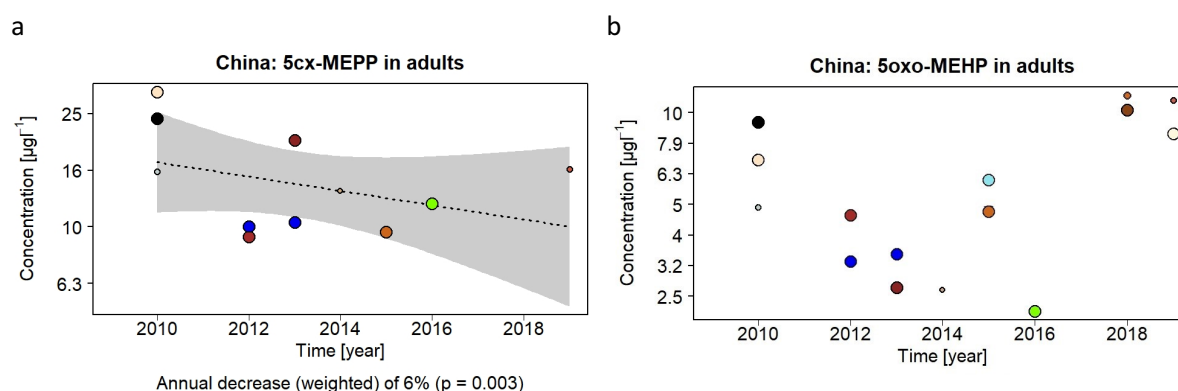 a
China: 5cx-MEPP in adults
Concentration [µgl⁻¹]
25
16
10
6.3
2010 2012 2014 2016 2018
Time [year]
Annual decrease (weighted) of 6% (p = 0.003)
b
China: 5oxo-MEHP in adults
Concentration [µgl⁻¹]
10
7.9
6.3
5
4
3.2
2.5
2010 2012 2014 2016 2018
Time [year]